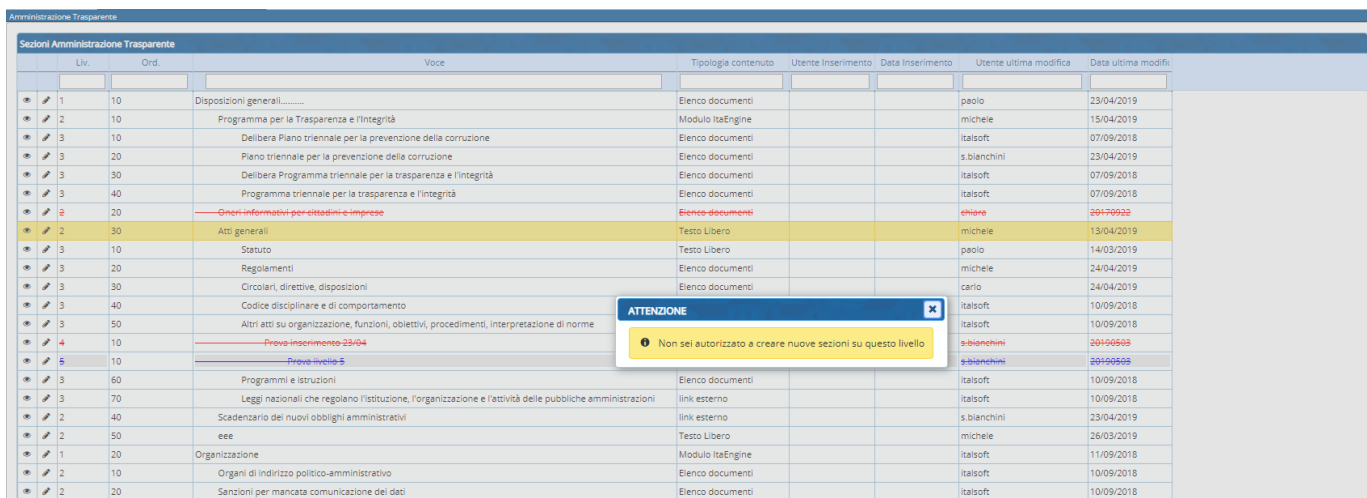 Amministrazione Trasparente
Sezioni Amministrazione Trasparente
Liv. Ord. Voce Tipologia contenuto Utente Inserimento Data Inserimento Utente ultima modifica Data ultima modific
1 10 Disposizioni generali.......... Elenco documenti paolo 23/04/2019
2 10 Programma per la Trasparenza e l'Integrità Modulo ItaEngine michele 15/04/2019
3 10 Delibera Piano triennale per la prevenzione della corruzione Elenco documenti italsoft 07/09/2018
3 20 Piano triennale per la prevenzione della corruzione Elenco documenti s.bianchini 23/04/2019
3 30 Delibera Programma triennale per la trasparenza e l'integrità Elenco documenti italsoft 07/09/2018
3 40 Programma triennale per la trasparenza e l'integrità Elenco documenti italsoft 07/09/2018
2 20 Oneri informativi per cittadini e imprese Elenco documenti chiara 20170922
2 30 Atti generali Testo Libero michele 13/04/2019
3 10 Statuto Testo Libero paolo 14/03/2019
3 20 Regolamenti Elenco documenti michele 24/04/2019
3 30 Circolari, direttive, disposizioni Elenco documenti carlo 24/04/2019
3 40 Codice disciplinare e di comportamento italsoft 10/09/2018
ATTENZIONE
3 50 Altri atti su organizzazione, funzioni, obiettivi, procedimenti, interpretazione di norme italsoft 10/09/2018
4 10 Prova inserimento 23/04 s.bianchini 20190503
Non sei autorizzato a creare nuove sezioni su questo livello
5 10 Prova livello 5 s.bianchini 20190503
3 60 Programmi e istruzioni Elenco documenti italsoft 10/09/2018
3 70 Leggi nazionali che regolano l'istituzione, l'organizzazione e l'attività delle pubbliche amministrazioni link esterno italsoft 10/09/2018
2 40 Scadenzario dei nuovi obblighi amministrativi link esterno s.bianchini 23/04/2019
2 50 eee Testo Libero michele 26/03/2019
1 20 Organizzazione Modulo ItaEngine italsoft 11/09/2018
2 10 Organi di indirizzo politico-amministrativo Elenco documenti italsoft 10/09/2018
2 20 Sanzioni per mancata comunicazione dei dati Elenco documenti italsoft 10/09/2018